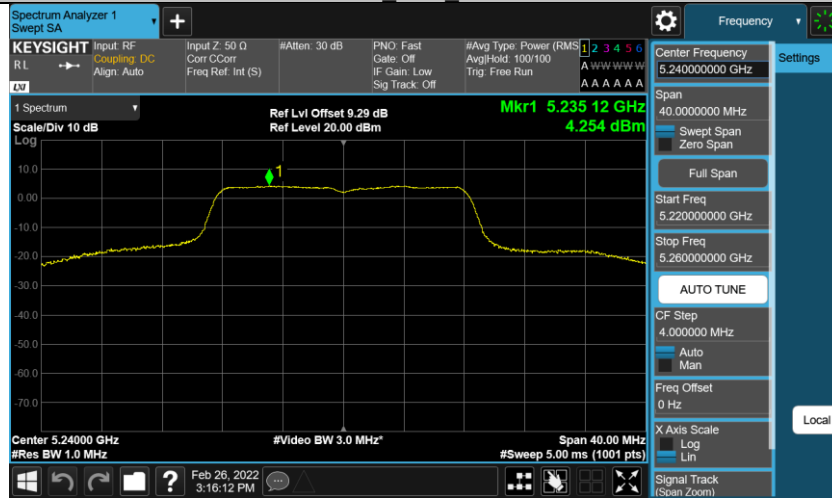 Spectrum Analyzer 1
Swept SA
+
Frequency
KEYSIGHT
RL
LXI
Input: RF
Coupling: DC
Align: Auto
Input Z: 50 Ω
Corr CCorr
Freq Ref: Int (S)
#Atten: 30 dB
PNO: Fast
Gate: Off
IF Gain: Low
Sig Track: Off
#Avg Type: Power (RMS
Avg|Hold: 100/100
Trig: Free Run
1 2 3 4 5 6
A W W W W W
A A A A A A
1 Spectrum
Scale/Div 10 dB
Log
Ref Lvl Offset 9.29 dB
Ref Level 20.00 dBm
Mkr1 5.235 12 GHz
4.254 dBm
1
10.0
0.00
-10.0
-20.0
-30.0
-40.0
-50.0
-60.0
-70.0
Center 5.24000 GHz
#Res BW 1.0 MHz
#Video BW 3.0 MHz*
Span 40.00 MHz
#Sweep 5.00 ms (1001 pts)
?
Feb 26, 2022
3:16:12 PM
Center Frequency
5.240000000 GHz
Span
40.0000000 MHz
Swept Span
Zero Span
Full Span
Start Freq
5.220000000 GHz
Stop Freq
5.260000000 GHz
AUTO TUNE
CF Step
4.000000 MHz
Auto
Man
Freq Offset
0 Hz
X Axis Scale
Log
Lin
Signal Track
(Span Zoom)
Settings
Local